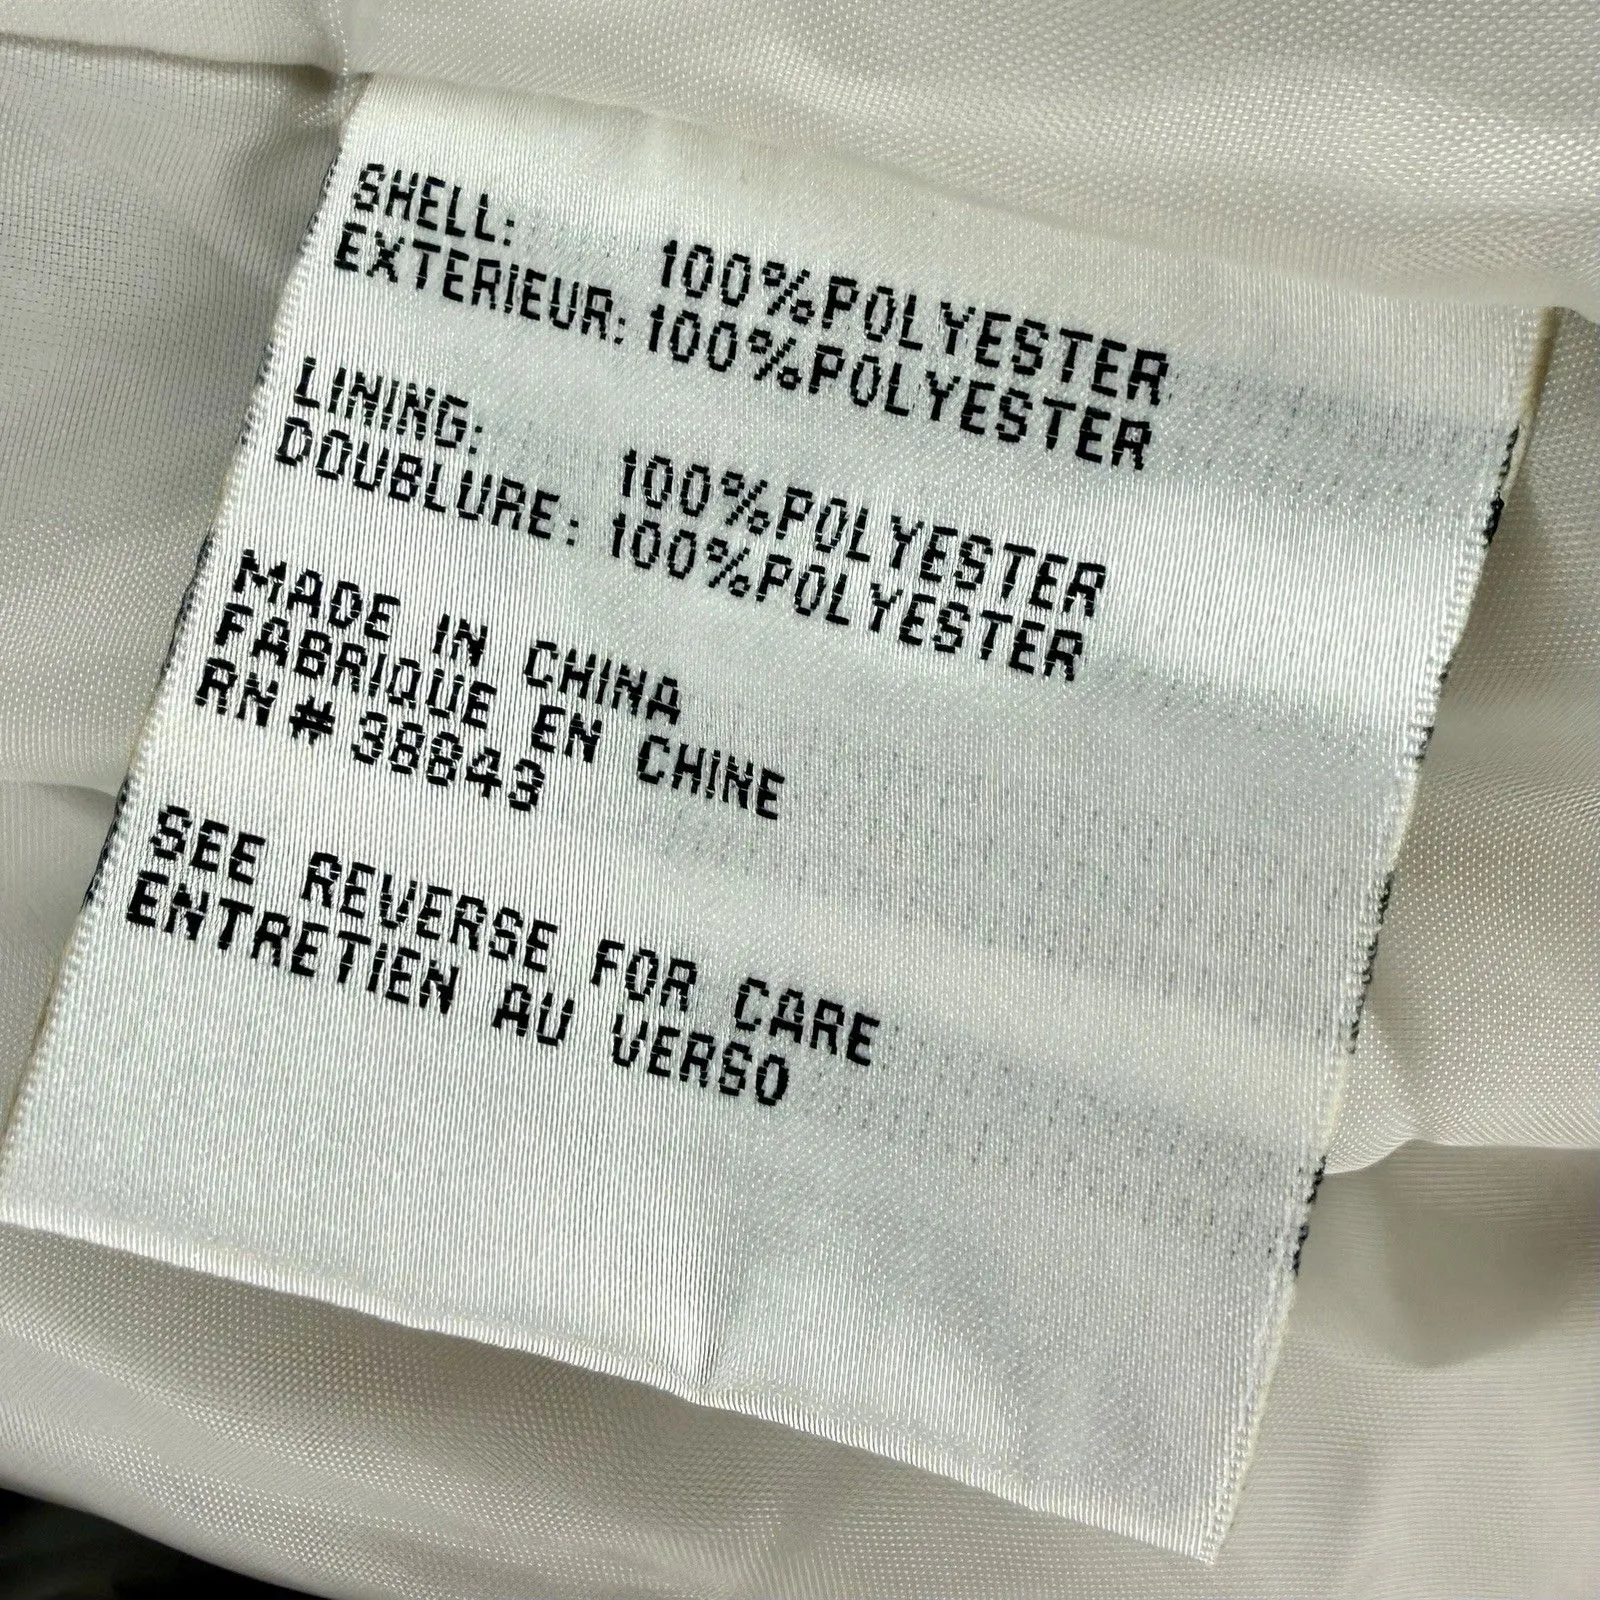 SHELL: 100%POLYESTER
EXTERIEUR: 100%POLYESTER
LINING: 100%POLYESTER
DOUBLURE: 100%POLYESTER
MADE IN CHINA
FABRIQUE EN CHINE
RN # 38843
SEE REVERSE FOR CARE
ENTRETIEN AU VERSO